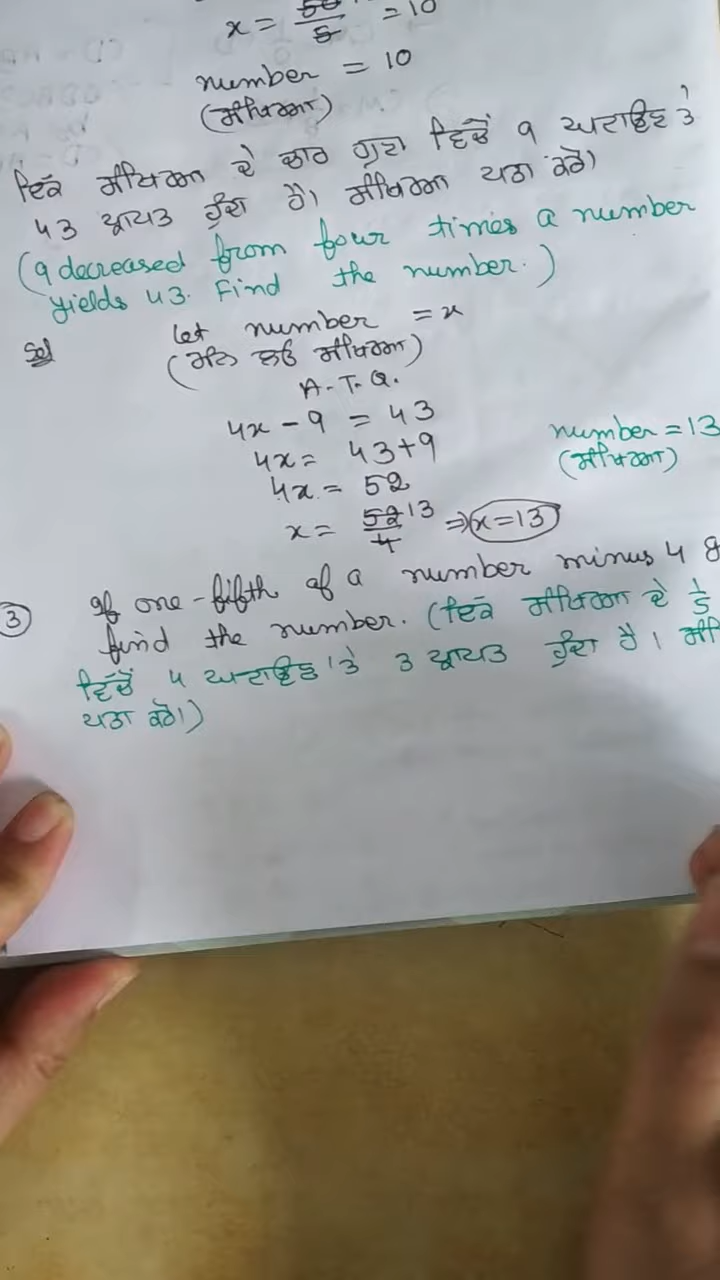 x = 50/5 = 10
number = 10
(ਸੰਖਿਆ)
ਇੱਕ ਸੰਖਿਆ ਦੇ ਚਾਰ ਗੁਣਾ ਵਿਚੋਂ 9 ਘਟਾਉਣ ਤੇ
43 ਪ੍ਰਾਪਤ ਹੁੰਦਾ ਹੈ। ਸੰਖਿਆ ਪਤਾ ਕਰੋ।
(9 decreased from four times a number
yields 43. Find the number.)
Sol let number = x
(ਮੰਨ ਲਉ ਸੰਖਿਆ)
A.T.Q.
4x - 9 = 43
4x = 43+9
4x = 52
x = 52/4 13 ⇒ x=13
number = 13
(ਸੰਖਿਆ)
3 If one-fifth of a number minus 4
find the number. (ਇੱਕ ਸੰਖਿਆ ਦੇ 1/5
ਵਿੱਚੋਂ 4 ਘਟਾਉਣ ਤੇ 3 ਪ੍ਰਾਪਤ ਹੁੰਦਾ ਹੈ।
ਪਤਾ ਕਰੋ।)